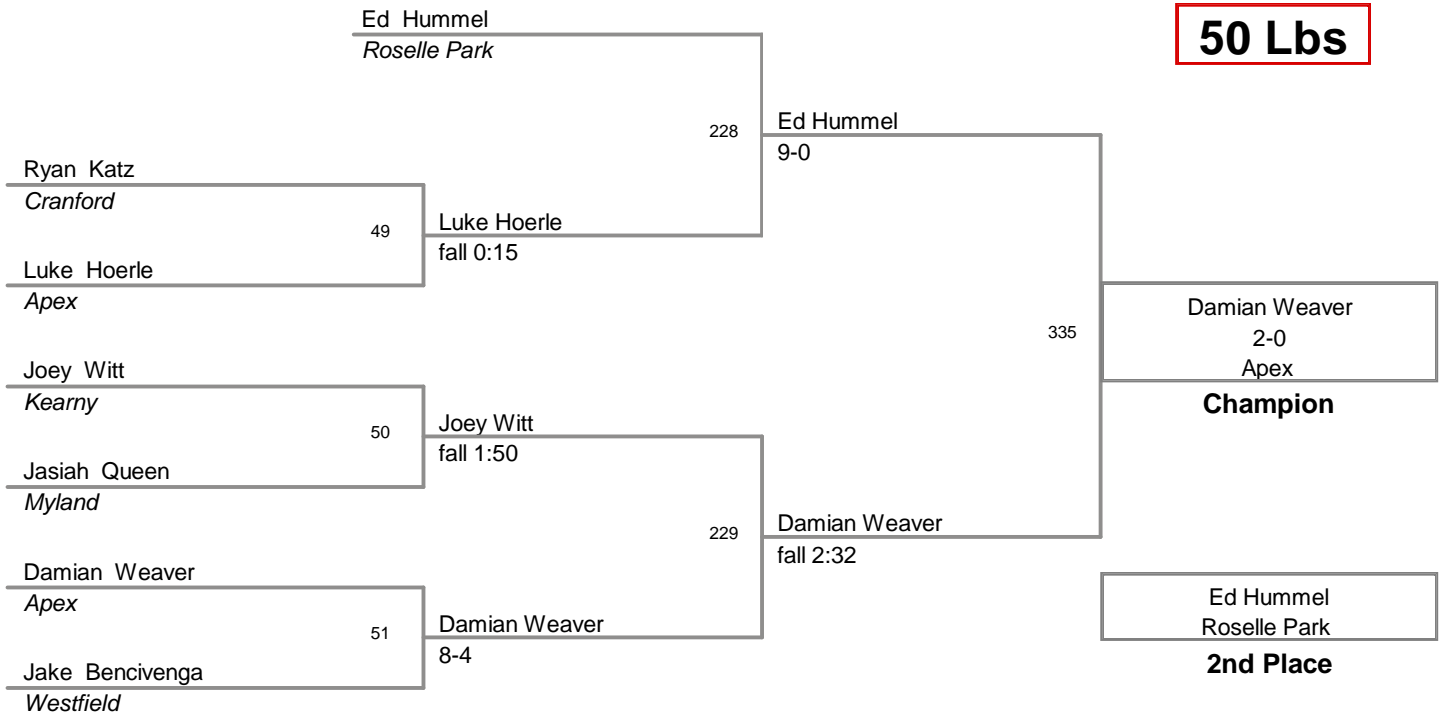 Ed Hummel
Roselle Park
50 Lbs
228
Ed Hummel
9-0
Ryan Katz
Cranford
49
Luke Hoerle
fall 0:15
Luke Hoerle
Apex
335
Damian Weaver
2-0
Apex
Champion
Joey Witt
Kearny
50
Joey Witt
fall 1:50
Jasiah Queen
Myland
229
Damian Weaver
fall 2:32
Damian Weaver
Apex
51
Damian Weaver
8-4
Jake Bencivenga
Westfield
Ed Hummel
Roselle Park
2nd Place